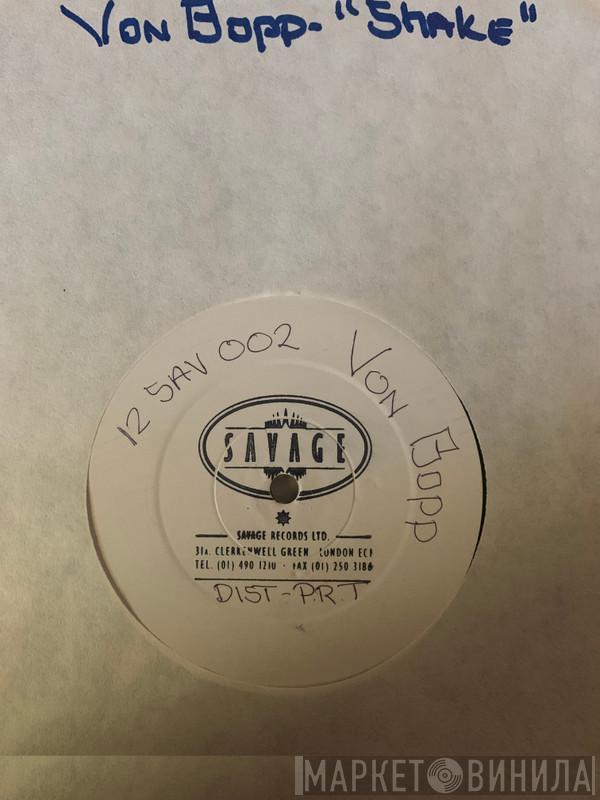 Von Bopp - "Shake"
12 SAV 002
Von Bopp
SAVAGE
SAVAGE RECORDS LTD.
31A. CLERKENWELL GREEN LONDON EC1
TEL. (01) 490 1210 · FAX (01) 250 3186
DIST - P.R.T
МАРКЕТ ВИНИЛА